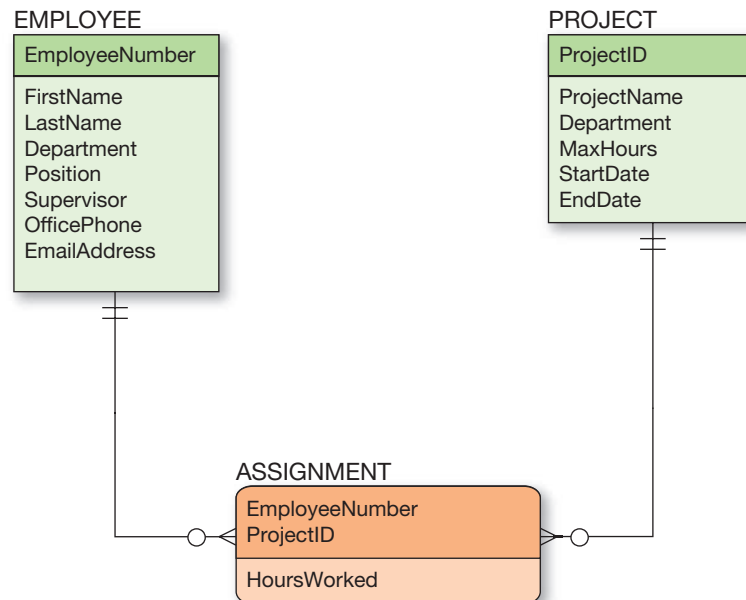 EMPLOYEE
EmployeeNumber
FirstName
LastName
Department
Position
Supervisor
OfficePhone
EmailAddress
PROJECT
ProjectID
ProjectName
Department
MaxHours
StartDate
EndDate
ASSIGNMENT
EmployeeNumber
ProjectID
HoursWorked